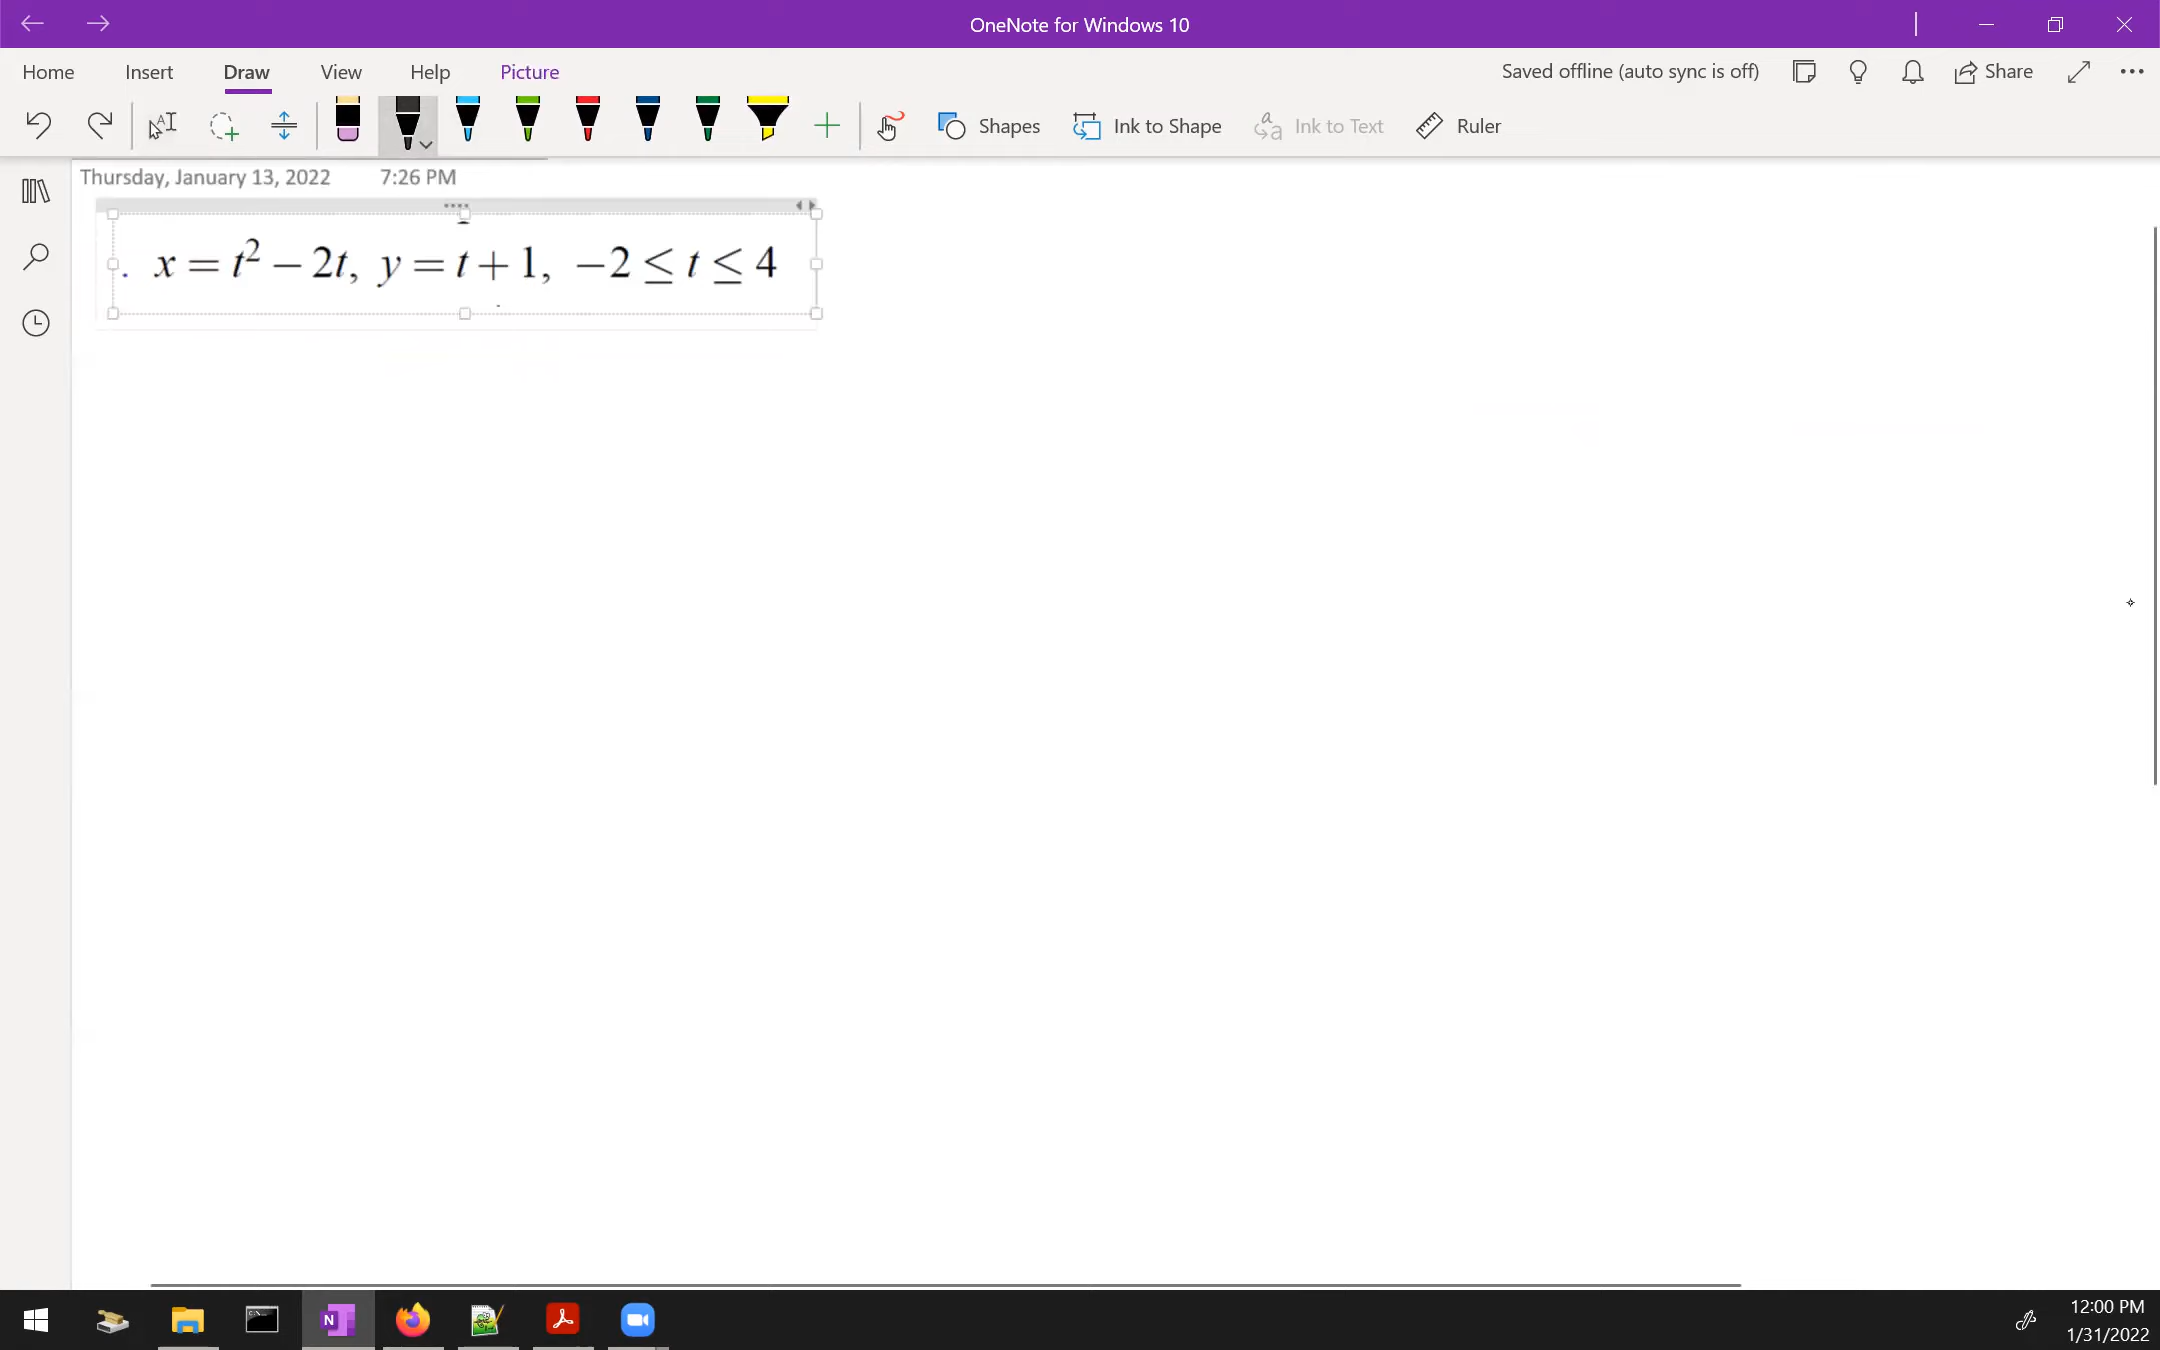 OneNote for Windows 10
Home Insert Draw View Help Picture
Saved offline (auto sync is off) Share
Shapes Ink to Shape Ink to Text Ruler
Thursday, January 13, 2022 7:26 PM
. x = t² − 2t, y = t + 1, −2 ≤ t ≤ 4
12:00 PM
1/31/2022